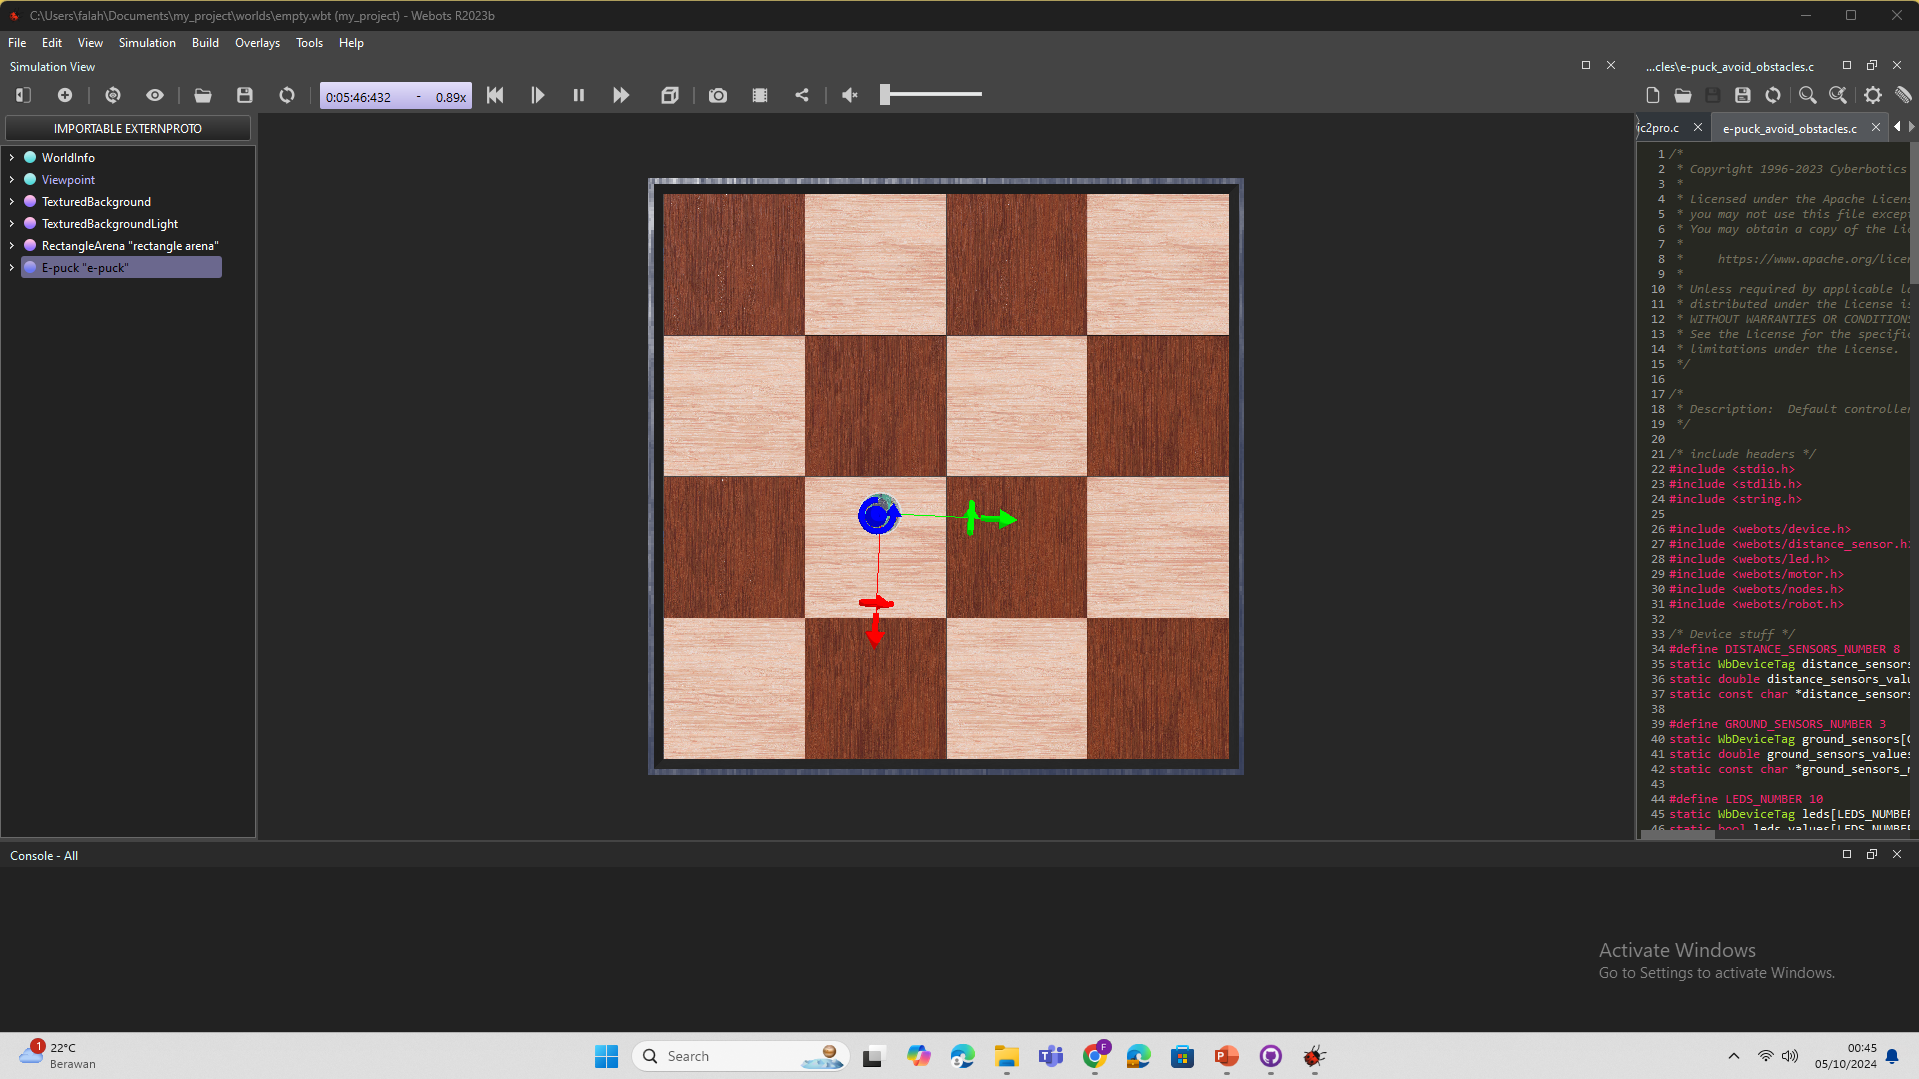 C:\Users\falah\Documents\my_project\worlds\empty.wbt (my_project) - Webots R2023b
File Edit View Simulation Build Overlays Tools Help
Simulation View
0:05:46:432 - 0.89x
IMPORTABLE EXTERNPROTO
WorldInfo
Viewpoint
TexturedBackground
TexturedBackgroundLight
RectangleArena "rectangle arena"
E-puck "e-puck"
...cles\e-puck_avoid_obstacles.c
ic2pro.c e-puck_avoid_obstacles.c
1 /*
2 * Copyright 1996-2023 Cyberbotics
3 *
4 * Licensed under the Apache Licens
5 * you may not use this file except
6 * You may obtain a copy of the Lic
7 *
8 * https://www.apache.org/licen
9 *
10 * Unless required by applicable la
11 * distributed under the License is
12 * WITHOUT WARRANTIES OR CONDITIONS
13 * See the License for the specific
14 * limitations under the License.
15 */
16
17 /*
18 * Description: Default controller
19 */
20
21 /* include headers */
22 #include <stdio.h>
23 #include <stdlib.h>
24 #include <string.h>
25
26 #include <webots/device.h>
27 #include <webots/distance_sensor.h>
28 #include <webots/led.h>
29 #include <webots/motor.h>
30 #include <webots/nodes.h>
31 #include <webots/robot.h>
32
33 /* Device stuff */
34 #define DISTANCE_SENSORS_NUMBER 8
35 static WbDeviceTag distance_sensors
36 static double distance_sensors_valu
37 static const char *distance_sensors
38
39 #define GROUND_SENSORS_NUMBER 3
40 static WbDeviceTag ground_sensors[G
41 static double ground_sensors_values
42 static const char *ground_sensors_n
43
44 #define LEDS_NUMBER 10
45 static WbDeviceTag leds[LEDS_NUMBER
46 static bool leds_values[LEDS_NUMBER
Console - All
Activate Windows
Go to Settings to activate Windows.
1
22°C
Berawan
Search
F
00:45
05/10/2024